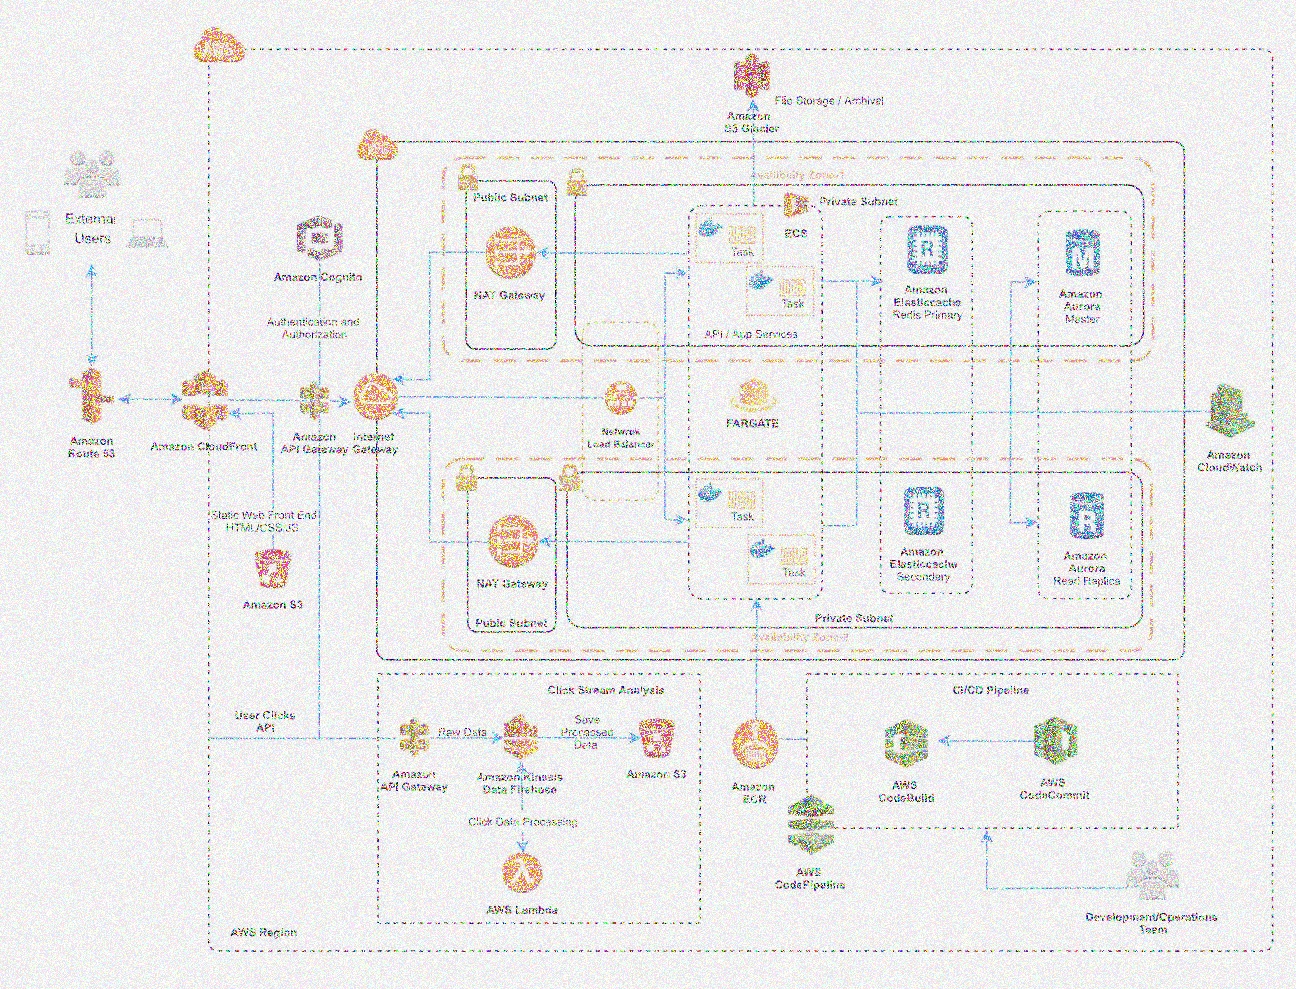 AWS
File Storage / Archival
Amazon
S3 Glacier
Availibility Zone-1
Public Subnet
Private Subnet
ECS
External
Users
Task
Amazon Cognito
NAT Gateway
Task
Amazon
Elasticcache
Redis Primary
Amazon
Aurora
Master
Authentication and
Authorization
API / App Services
FARGATE
Amazon
Route 53
Amazon CloudFront
Amazon
API Gateway
Internet
Gateway
Network
Load Balancer
Amazon
CloudWatch
Static Web Front End
HTML/CSS/JS
Task
Task
Amazon
Elasticcache
Secondary
Amazon
Aurora
Read Replica
NAT Gateway
Amazon S3
Public Subnet
Private Subnet
Availibility Zone-2
Click Stream Analysis
CI/CD Pipeline
User Clicks
API
Raw Data
Save
Processed
Data
Amazon
API Gateway
Amazon Kinesis
Data Firehose
Amazon S3
Amazon
ECR
AWS
CodeBuild
AWS
CodeCommit
Click Data Processing
AWS
CodePipeline
AWS Lambda
Development/Operations
Team
AWS Region